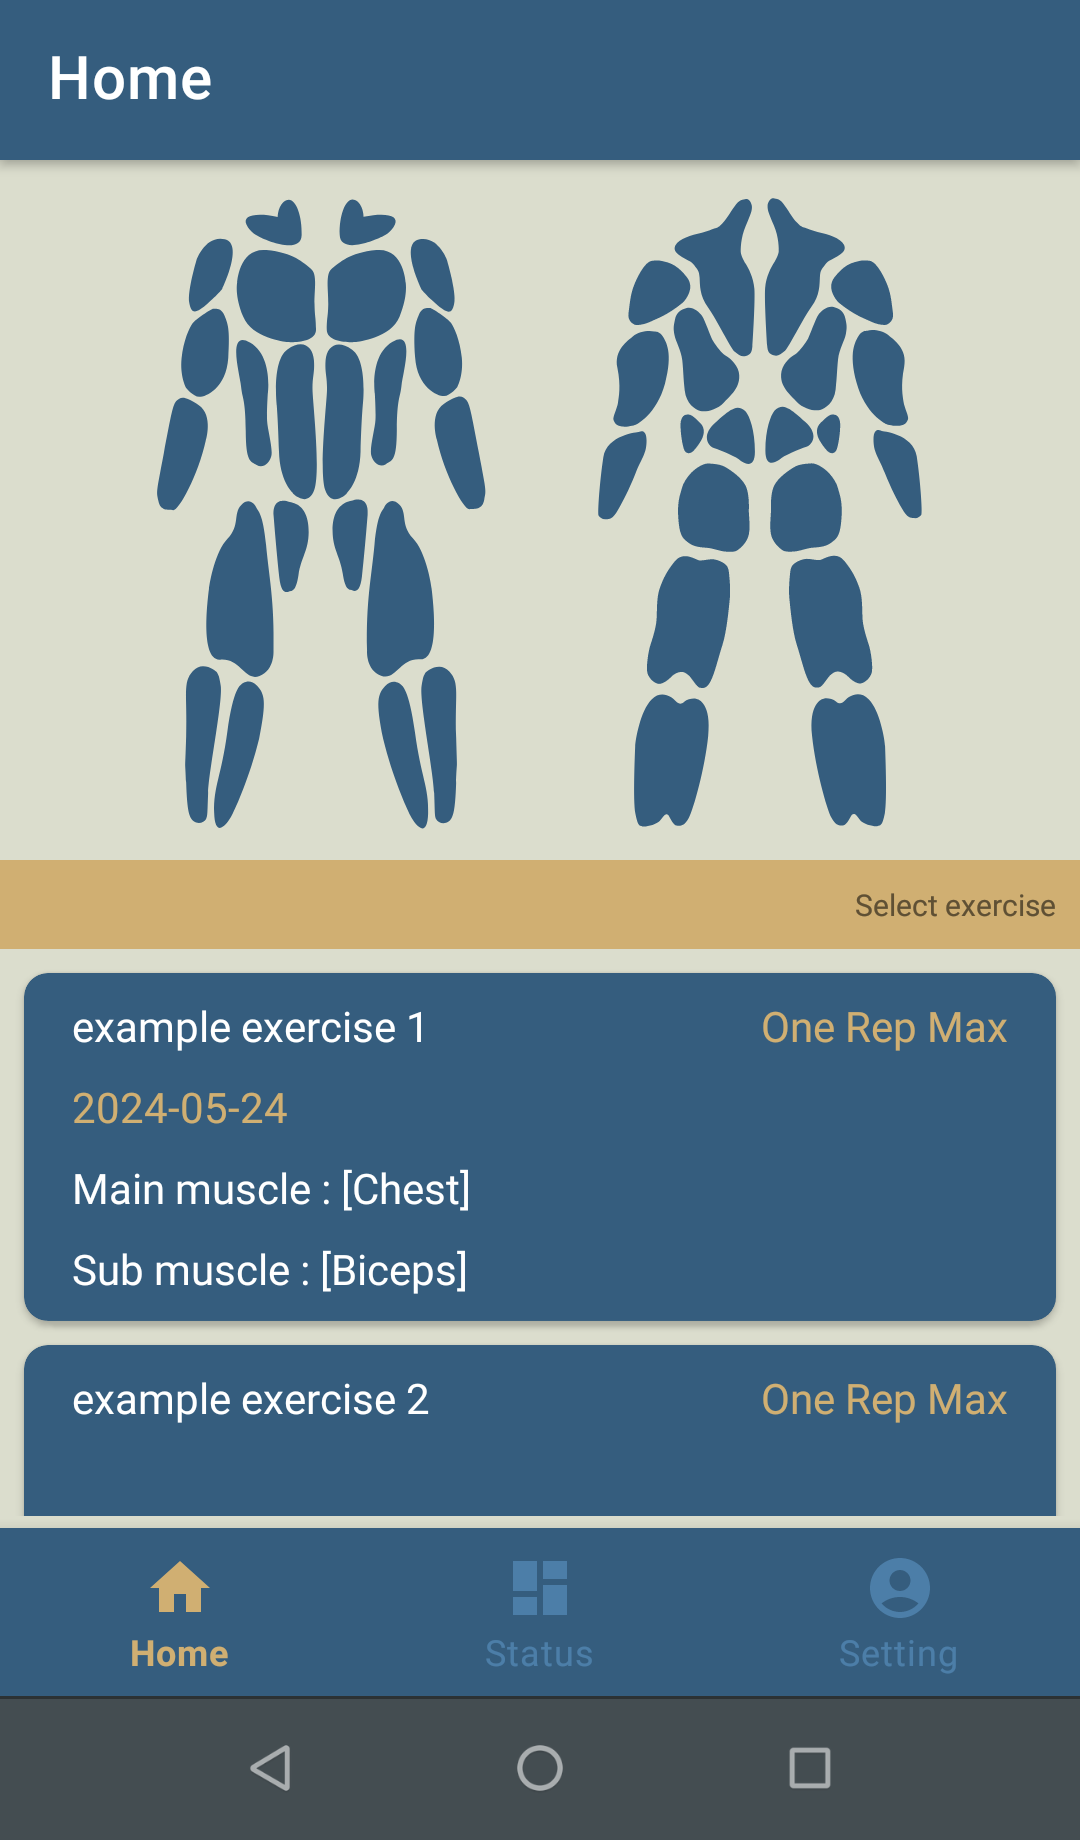 Home
Select exercise
example exercise 1 One Rep Max
2024-05-24
Main muscle : [Chest]
Sub muscle : [Biceps]
example exercise 2 One Rep Max
Home Status Setting